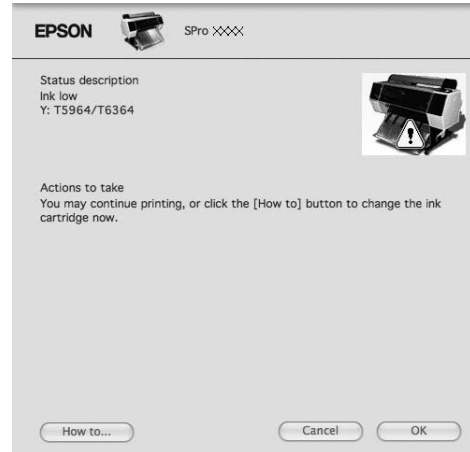 EPSON
SPro XXXX
Status description
Ink low
Y: T5964/T6364
Actions to take
You may continue printing, or click the [How to] button to change the ink
cartridge now.
How to...
Cancel
OK